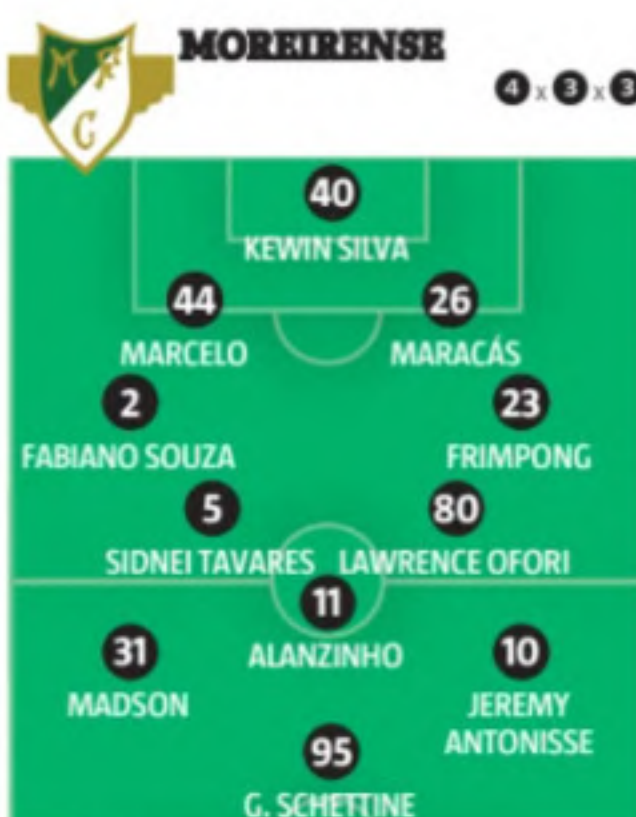 M F
C
MOREIRENSE
4 x 3 x 3
40
KEWIN SILVA
44 26
MARCELO MARACÁS
2 23
FABIANO SOUZA FRIMPONG
5 80
SIDNEI TAVARES LAWRENCE OFORI
11
ALANZINHO
31 10
MADSON JEREMY
ANTONISSE
95
G. SCHETTINE